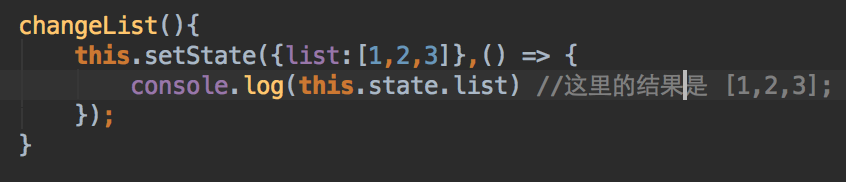 changeList(){
this.setState({list:[1,2,3]},() => {
console.log(this.state.list) //这里的结果是 [1,2,3];
});
}